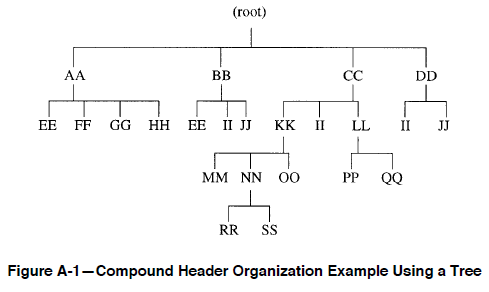 (root)
AA BB CC DD
EE FF GG HH EE II JJ KK II LL II JJ
MM NN OO PP QQ
RR SS
Figure A-1—Compound Header Organization Example Using a Tree